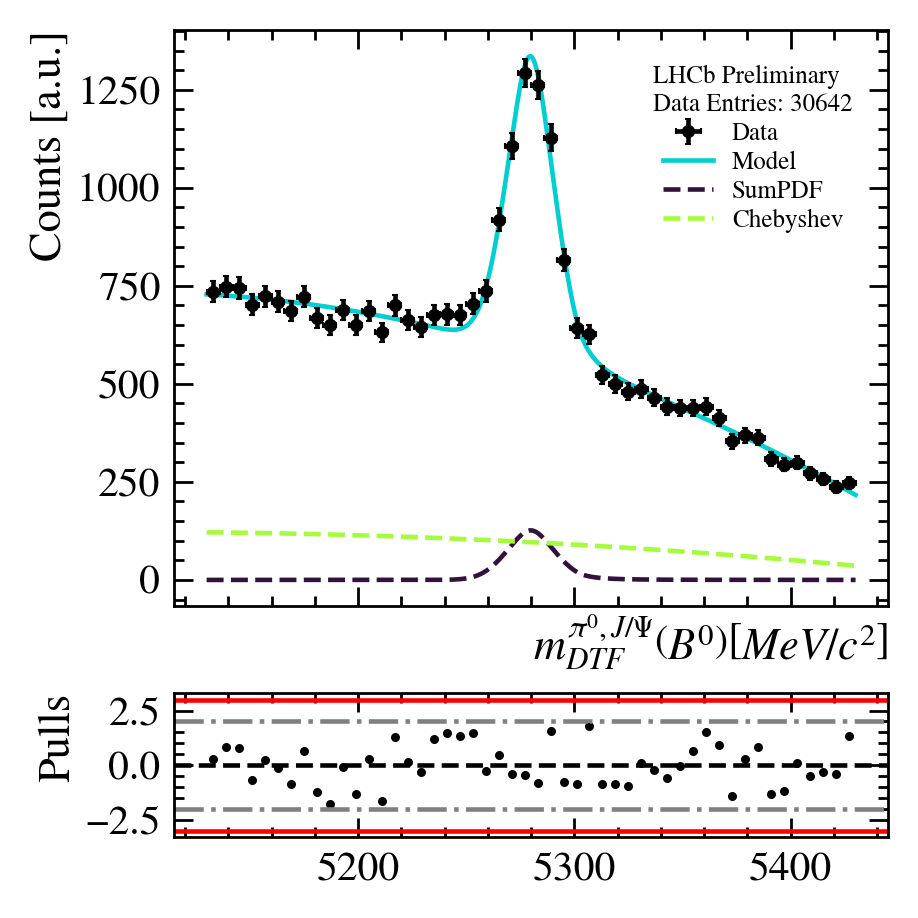 Counts [a.u.]
1250
1000
750
500
250
0
LHCb Preliminary
Data Entries: 30642
Data
Model
SumPDF
Chebyshev
$m_{DTF}^{\pi^0, J/\Psi}(B^0)[MeV/c^2]$
Pulls
2.5
0.0
−2.5
5200 5300 5400